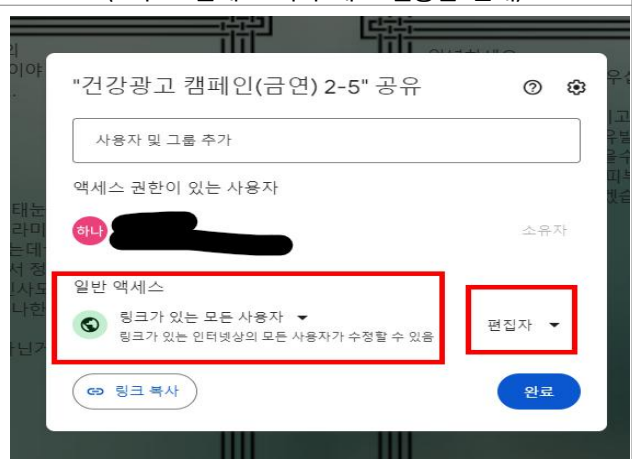 "건강광고 캠페인(금연) 2-5" 공유
사용자 및 그룹 추가
액세스 권한이 있는 사용자
하나
소유자
일반 액세스
링크가 있는 모든 사용자
링크가 있는 인터넷상의 모든 사용자가 수정할 수 있음
편집자
링크 복사
완료